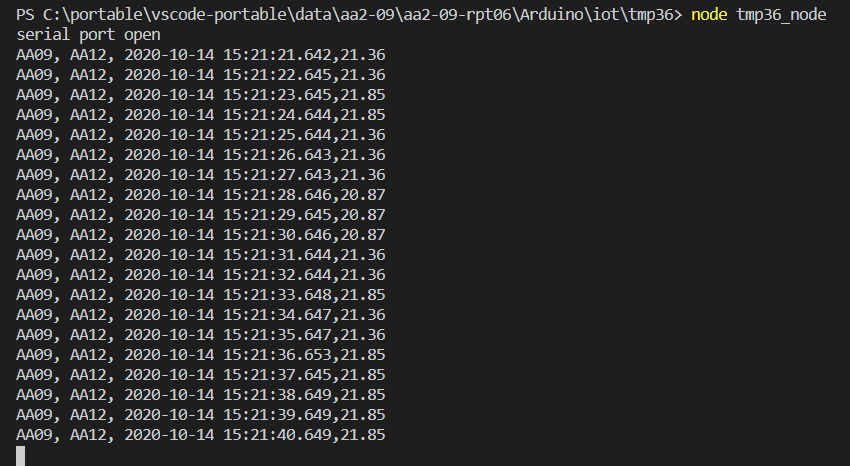 PS C:\portable\vscode-portable\data\aa2-09\aa2-09-rpt06\Arduino\iot\tmp36> node tmp36_node
serial port open
AA09, AA12, 2020-10-14 15:21:21.642,21.36
AA09, AA12, 2020-10-14 15:21:22.645,21.36
AA09, AA12, 2020-10-14 15:21:23.645,21.85
AA09, AA12, 2020-10-14 15:21:24.644,21.85
AA09, AA12, 2020-10-14 15:21:25.644,21.36
AA09, AA12, 2020-10-14 15:21:26.643,21.36
AA09, AA12, 2020-10-14 15:21:27.643,21.36
AA09, AA12, 2020-10-14 15:21:28.646,20.87
AA09, AA12, 2020-10-14 15:21:29.645,20.87
AA09, AA12, 2020-10-14 15:21:30.646,20.87
AA09, AA12, 2020-10-14 15:21:31.644,21.36
AA09, AA12, 2020-10-14 15:21:32.644,21.36
AA09, AA12, 2020-10-14 15:21:33.648,21.85
AA09, AA12, 2020-10-14 15:21:34.647,21.36
AA09, AA12, 2020-10-14 15:21:35.647,21.36
AA09, AA12, 2020-10-14 15:21:36.653,21.85
AA09, AA12, 2020-10-14 15:21:37.645,21.85
AA09, AA12, 2020-10-14 15:21:38.649,21.85
AA09, AA12, 2020-10-14 15:21:39.649,21.85
AA09, AA12, 2020-10-14 15:21:40.649,21.85